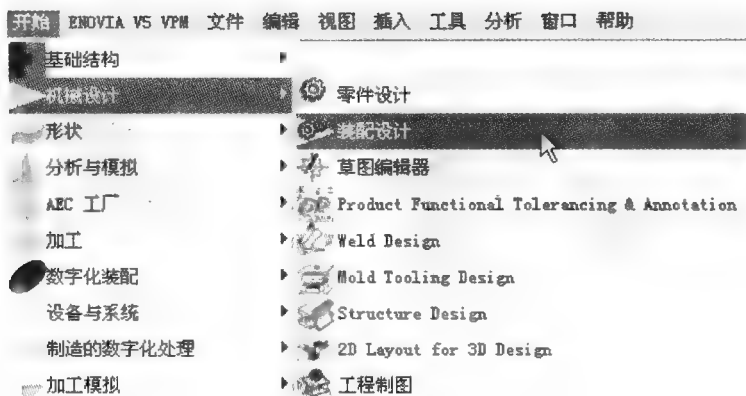 开始 ENOVIA V5 VPM 文件 编辑 视图 插入 工具 分析 窗口 帮助
基础结构
机械设计
零件设计
形状
装配设计
分析与模拟
草图编辑器
AEC 工厂
Product Functional Tolerancing & Annotation
加工
Weld Design
数字化装配
Mold Tooling Design
设备与系统
Structure Design
制造的数字化处理
2D Layout for 3D Design
加工模拟
工程制图